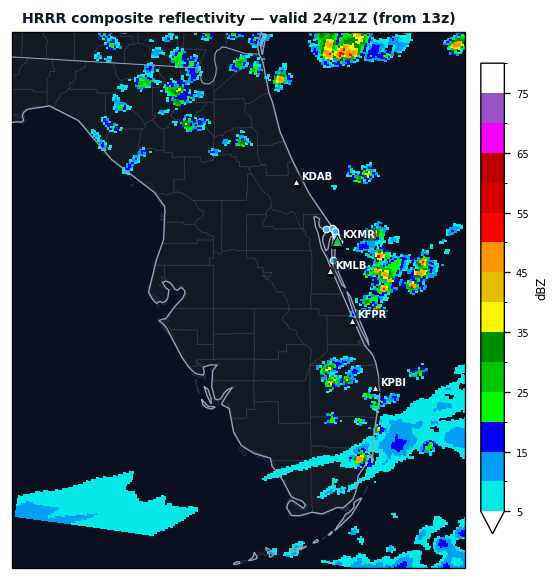 HRRR composite reflectivity — valid 24/21Z (from 13z)
75
65
55
45
35
25
15
5
dBZ
KDAB
KXMR
KMLB
KFPR
KPBI